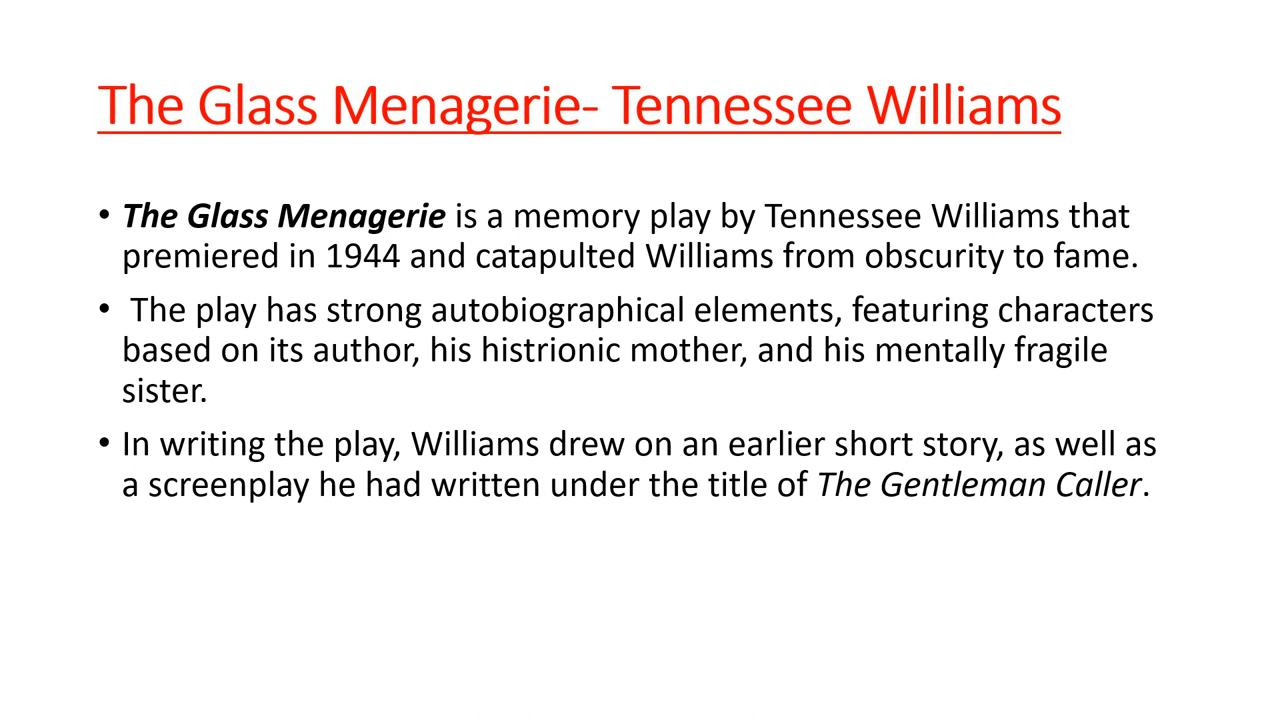 The Glass Menagerie- Tennessee Williams
• The Glass Menagerie is a memory play by Tennessee Williams that
premiered in 1944 and catapulted Williams from obscurity to fame.
• The play has strong autobiographical elements, featuring characters
based on its author, his histrionic mother, and his mentally fragile
sister.
• In writing the play, Williams drew on an earlier short story, as well as
a screenplay he had written under the title of The Gentleman Caller.